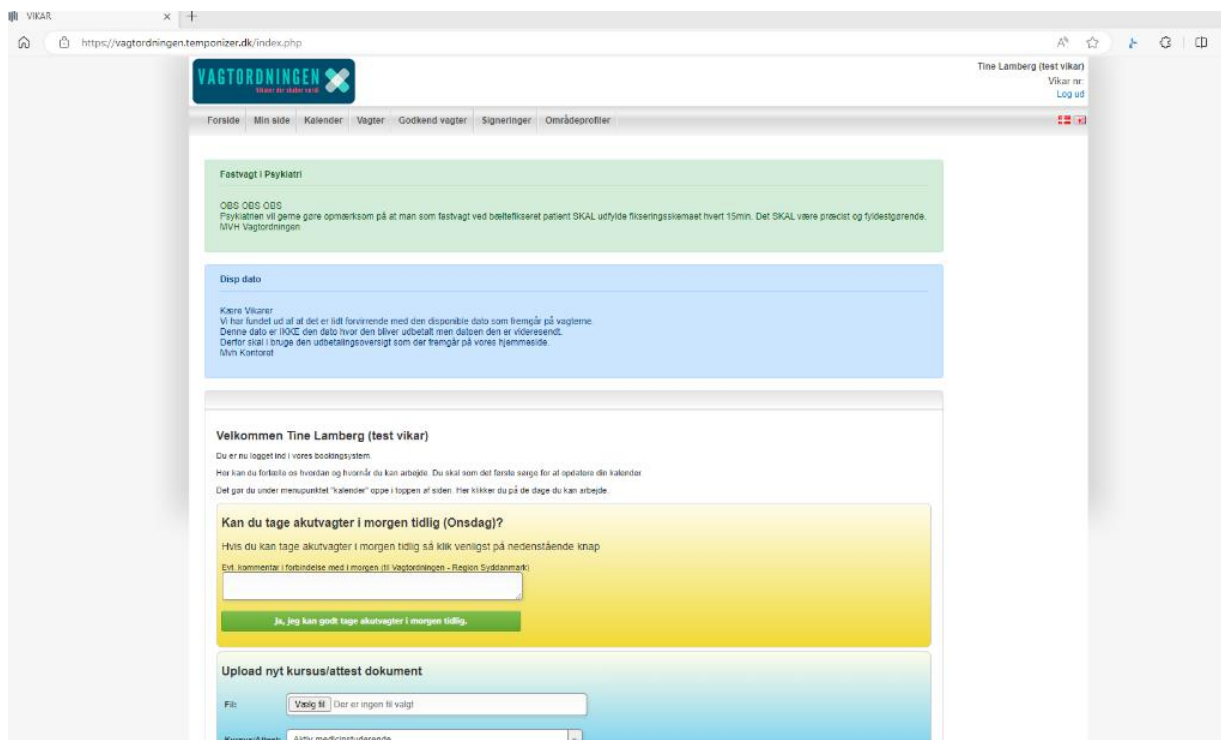 VIKAR
https://vagtordningen.temponizer.dk/index.php
VAGTORDNINGEN
Vikarer der skaber værdi
Tine Lamberg (test vikar)
Vikar nr:
Log ud
Forside Min side Kalender Vagter Godkend vagter Signeringer Områdeprofiler
Fastvagt i Psykiatri
OBS OBS OBS
Psykiatrien vil gerne gøre opmærksom på at man som fastvagt ved bæltefikseret patient SKAL udfylde fikseringsskemaet hvert 15min. Det SKAL være præcist og fyldestgørende.
MVH Vagtordningen
Disp dato
Kære Vikarer
Vi har fundet ud af at det er lidt forvirrende med den disponible dato som fremgår på vagterne.
Denne dato er IKKE den dato hvor den bliver udbetalt men datoen den er videresendt.
Derfor skal I bruge den udbetalingsoversigt som der fremgår på vores hjemmeside.
Mvh Kontoret
Velkommen Tine Lamberg (test vikar)
Du er nu logget ind i vores bookingsystem
Her kan du fortælle os hvordan og hvornår du kan arbejde. Du skal som det første sørge for at opdatere din kalender.
Det gør du under menupunktet "kalender" oppe i toppen af siden. Her klikker du på de dage du kan arbejde.
Kan du tage akutvagter i morgen tidlig (Onsdag)?
Hvis du kan tage akutvagter i morgen tidlig så klik venligst på nedenstående knap
Evt. kommentar i forbindelse med i morgen (til Vagtordningen - Region Syddanmark)
Ja, jeg kan godt tage akutvagter i morgen tidlig.
Upload nyt kursus/attest dokument
Fil: Vælg fil Der er ingen fil valgt
Kursus/Attest: Aktiv medicinstuderende